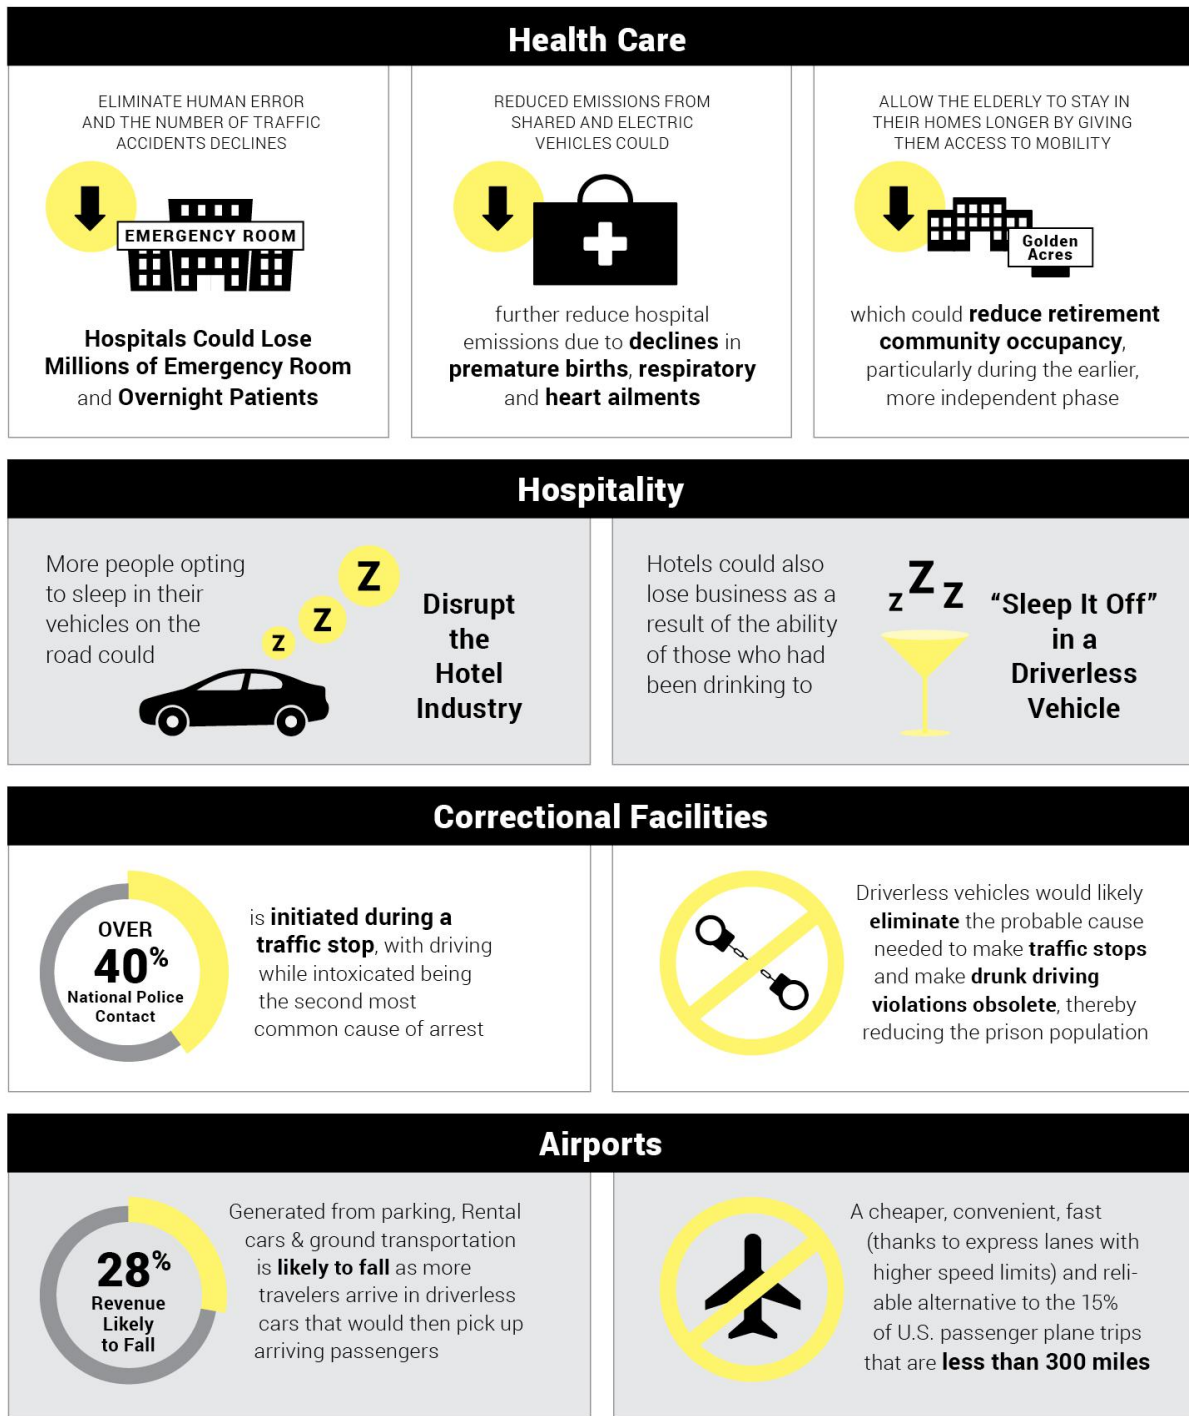 Health Care
ELIMINATE HUMAN ERROR
AND THE NUMBER OF TRAFFIC
ACCIDENTS DECLINES
EMERGENCY ROOM
Hospitals Could Lose
Millions of Emergency Room
and Overnight Patients
REDUCED EMISSIONS FROM
SHARED AND ELECTRIC
VEHICLES COULD
further reduce hospital
emissions due to declines in
premature births, respiratory
and heart ailments
ALLOW THE ELDERLY TO STAY IN
THEIR HOMES LONGER BY GIVING
THEM ACCESS TO MOBILITY
Golden
Acres
which could reduce retirement
community occupancy,
particularly during the earlier,
more independent phase
Hospitality
More people opting
to sleep in their
vehicles on the
road could
Z
Z
Z
Disrupt
the
Hotel
Industry
Hotels could also
lose business as a
result of the ability
of those who had
been drinking to
z Z z
“Sleep It Off”
in a
Driverless
Vehicle
Correctional Facilities
OVER
40%
National Police
Contact
is initiated during a
traffic stop, with driving
while intoxicated being
the second most
common cause of arrest
Driverless vehicles would likely
eliminate the probable cause
needed to make traffic stops
and make drunk driving
violations obsolete, thereby
reducing the prison population
Airports
28%
Revenue
Likely
to Fall
Generated from parking, Rental
cars & ground transportation
is likely to fall as more
travelers arrive in driverless
cars that would then pick up
arriving passengers
A cheaper, convenient, fast
(thanks to express lanes with
higher speed limits) and reli-
able alternative to the 15%
of U.S. passenger plane trips
that are less than 300 miles